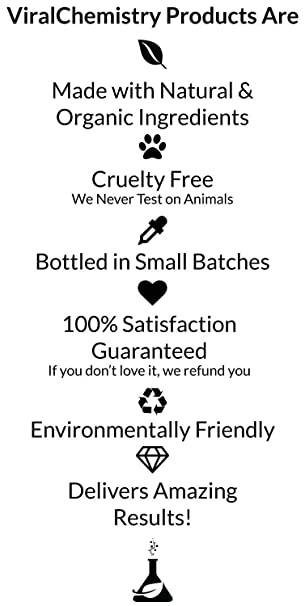 ViralChemistry Products Are
Made with Natural &
Organic Ingredients
Cruelty Free
We Never Test on Animals
Bottled in Small Batches
100% Satisfaction
Guaranteed
If you don't love it, we refund you
Environmentally Friendly
Delivers Amazing
Results!